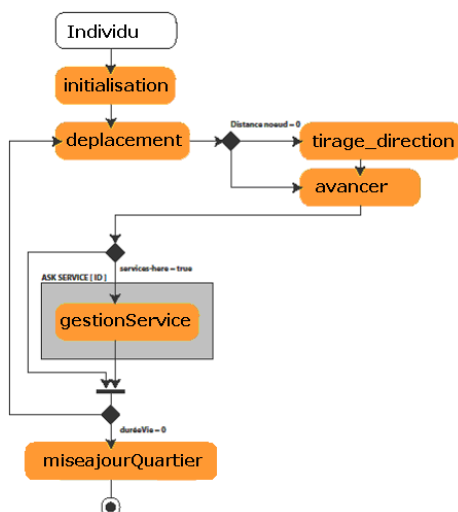 Individu
initialisation
Distance noeud = 0
deplacement
tirage_direction
avancer
services-here = true
ASK SERVICE [ ID ]
gestionService
duréeVie = 0
miseajourQuartier